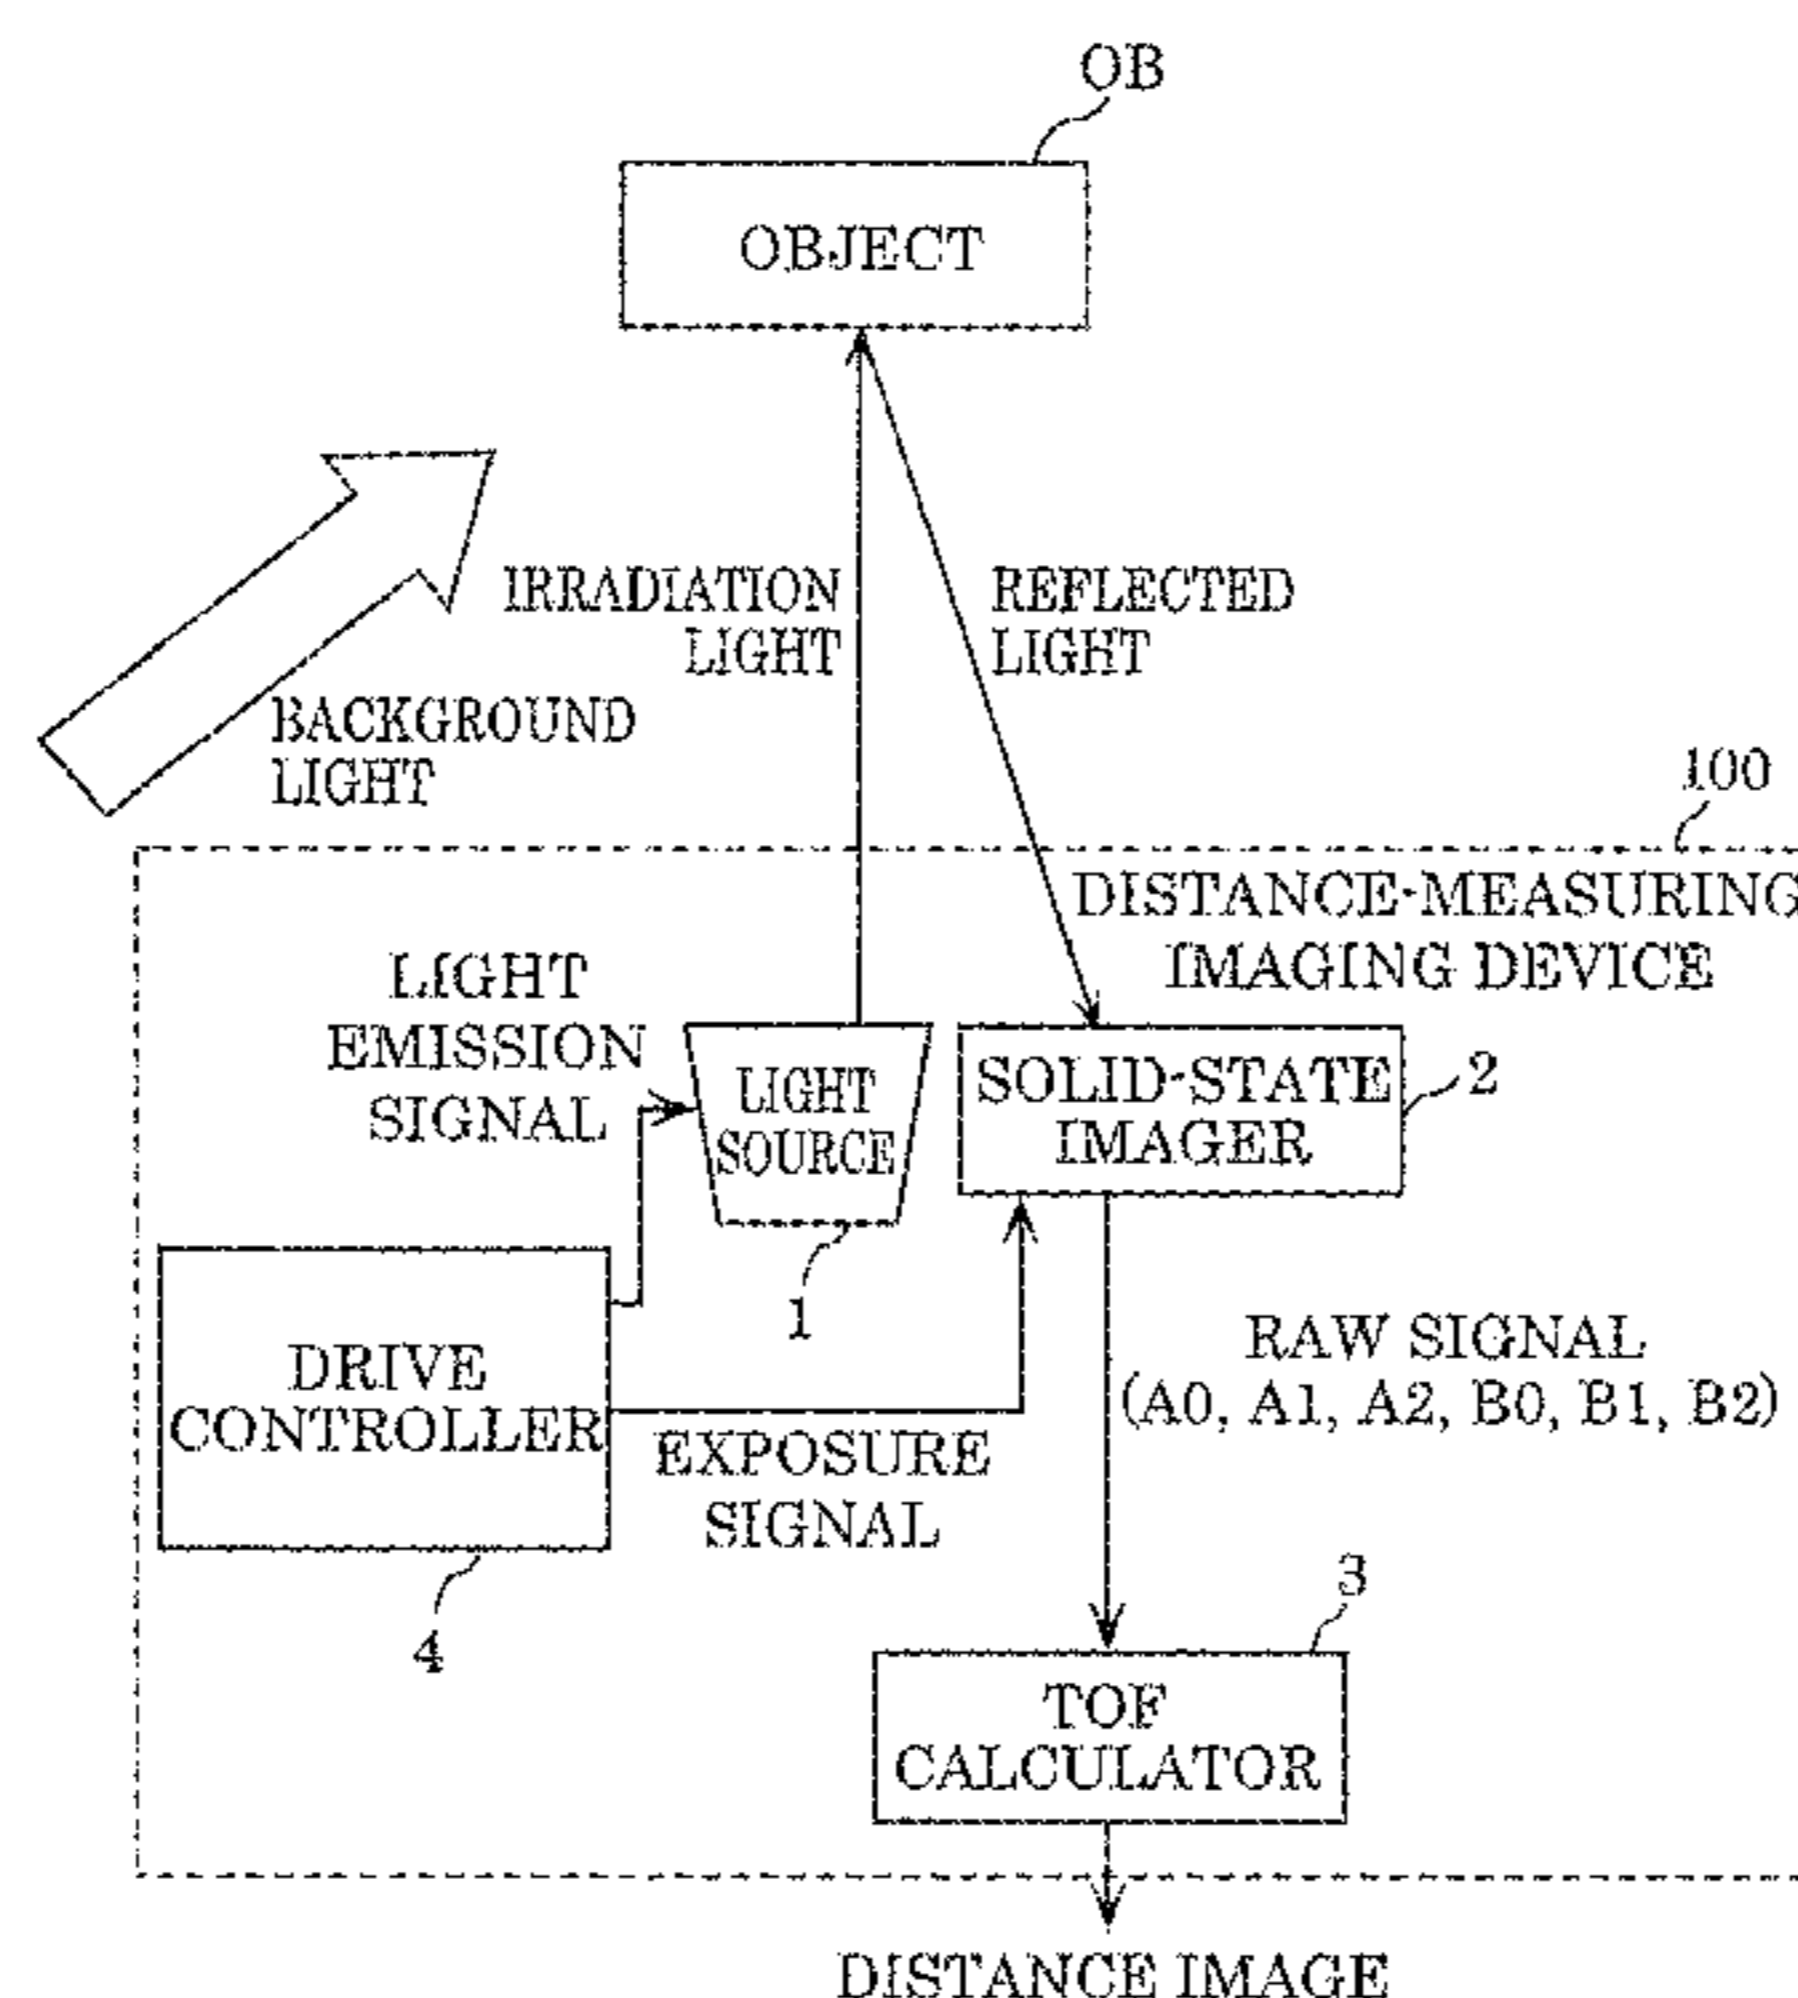 OB
OBJECT
IRRADIATION
LIGHT
REFLECTED
LIGHT
BACKGROUND
LIGHT
100
DISTANCE-MEASURING
IMAGING DEVICE
LIGHT
EMISSION
SIGNAL
LIGHT
SOURCE
SOLID-STATE
IMAGER
2
1
DRIVE
CONTROLLER
RAW SIGNAL
(A0, A1, A2, B0, B1, B2)
EXPOSURE
SIGNAL
4
3
TOF
CALCULATOR
DISTANCE IMAGE